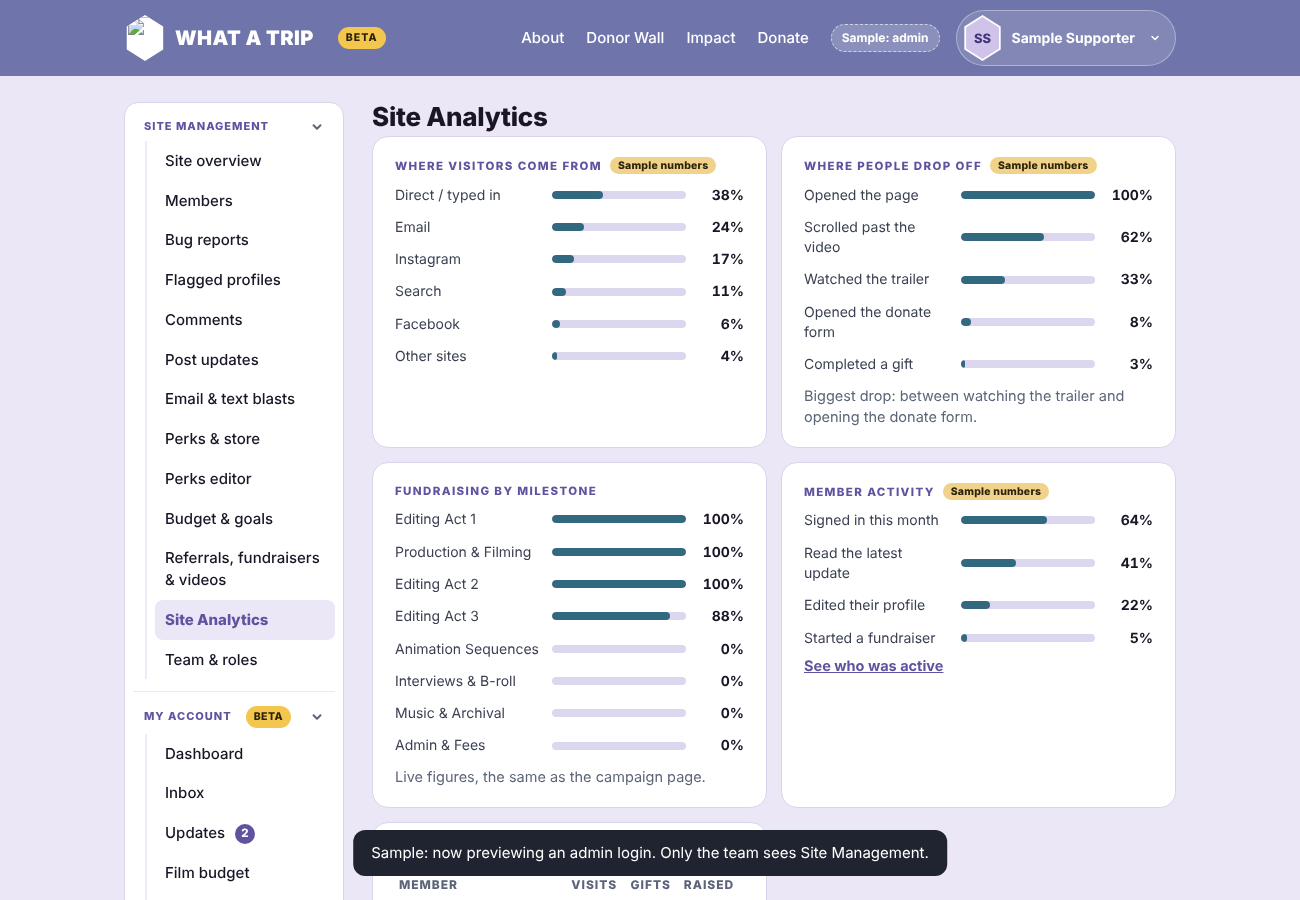 WHAT A TRIP
BETA
About
Donor Wall
Impact
Donate
Sample: admin
SS
Sample Supporter
SITE MANAGEMENT
Site overview
Members
Bug reports
Flagged profiles
Comments
Post updates
Email & text blasts
Perks & store
Perks editor
Budget & goals
Referrals, fundraisers
& videos
Site Analytics
Team & roles
MY ACCOUNT
BETA
Dashboard
Inbox
Updates 2
Film budget
Site Analytics
WHERE VISITORS COME FROM Sample numbers
Direct / typed in 38%
Email 24%
Instagram 17%
Search 11%
Facebook 6%
Other sites 4%
WHERE PEOPLE DROP OFF Sample numbers
Opened the page 100%
Scrolled past the
video 62%
Watched the trailer 33%
Opened the donate
form 8%
Completed a gift 3%
Biggest drop: between watching the trailer and
opening the donate form.
FUNDRAISING BY MILESTONE
Editing Act 1 100%
Production & Filming 100%
Editing Act 2 100%
Editing Act 3 88%
Animation Sequences 0%
Interviews & B-roll 0%
Music & Archival 0%
Admin & Fees 0%
Live figures, the same as the campaign page.
MEMBER ACTIVITY Sample numbers
Signed in this month 64%
Read the latest
update 41%
Edited their profile 22%
Started a fundraiser 5%
See who was active
Sample: now previewing an admin login. Only the team sees Site Management.
MEMBER VISITS GIFTS RAISED